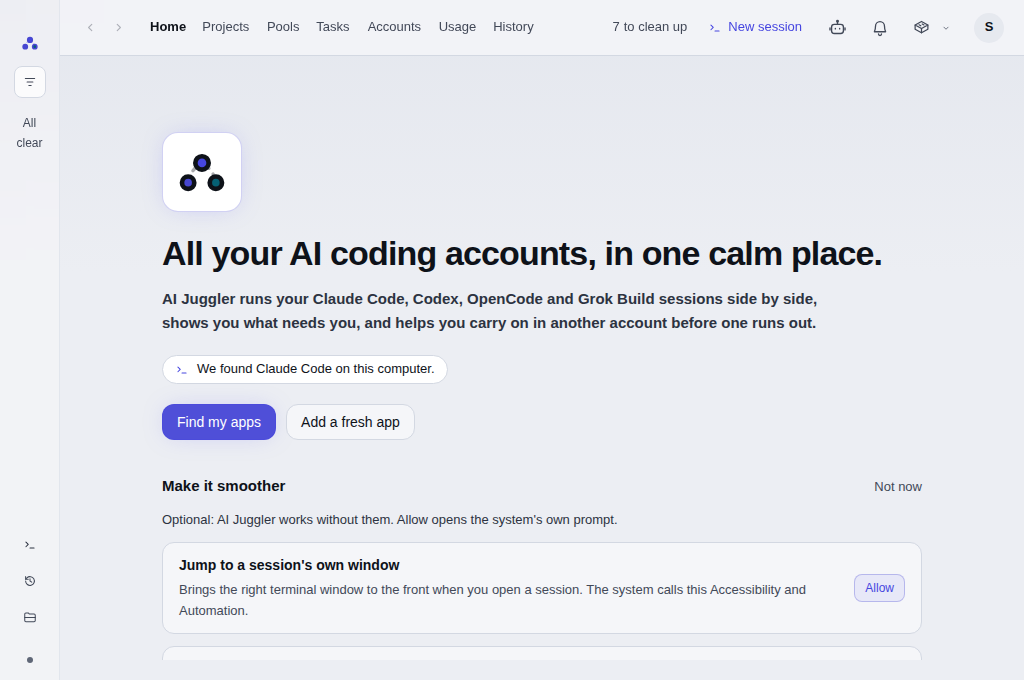 Home Projects Pools Tasks Accounts Usage History 7 to clean up New session S
All
clear
All your AI coding accounts, in one calm place.
AI Juggler runs your Claude Code, Codex, OpenCode and Grok Build sessions side by side,
shows you what needs you, and helps you carry on in another account before one runs out.
We found Claude Code on this computer.
Find my apps Add a fresh app
Make it smoother Not now
Optional: AI Juggler works without them. Allow opens the system's own prompt.
Jump to a session's own window
Brings the right terminal window to the front when you open a session. The system calls this Accessibility and
Automation.
Allow